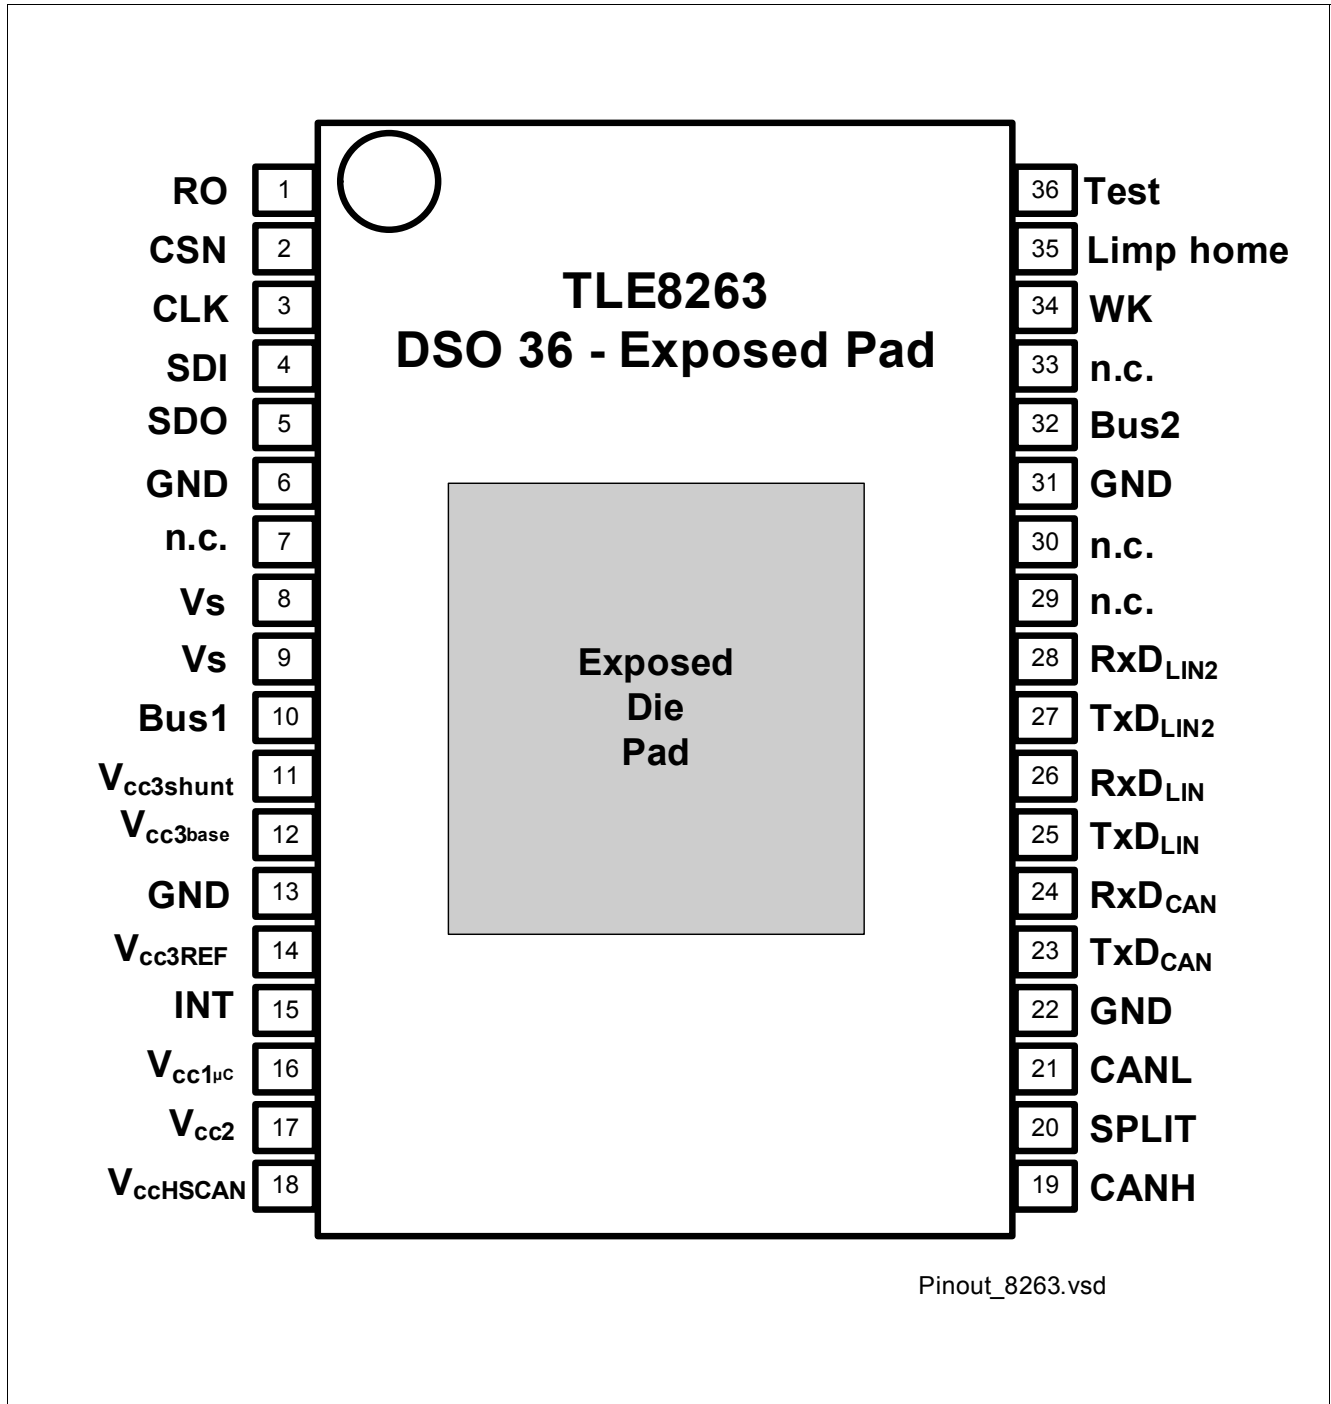 TLE8263
DSO 36 - Exposed Pad
RO 1
CSN 2
CLK 3
SDI 4
SDO 5
GND 6
n.c. 7
Vs 8
Vs 9
Bus1 10
Vcc3shunt 11
Vcc3base 12
GND 13
Vcc3REF 14
INT 15
Vcc1µC 16
Vcc2 17
VccHSCAN 18
36 Test
35 Limp home
34 WK
33 n.c.
32 Bus2
31 GND
30 n.c.
29 n.c.
28 RxDLIN2
27 TxDLIN2
26 RxDLIN
25 TxDLIN
24 RxDCAN
23 TxDCAN
22 GND
21 CANL
20 SPLIT
19 CANH
Exposed
Die
Pad
Pinout_8263.vsd